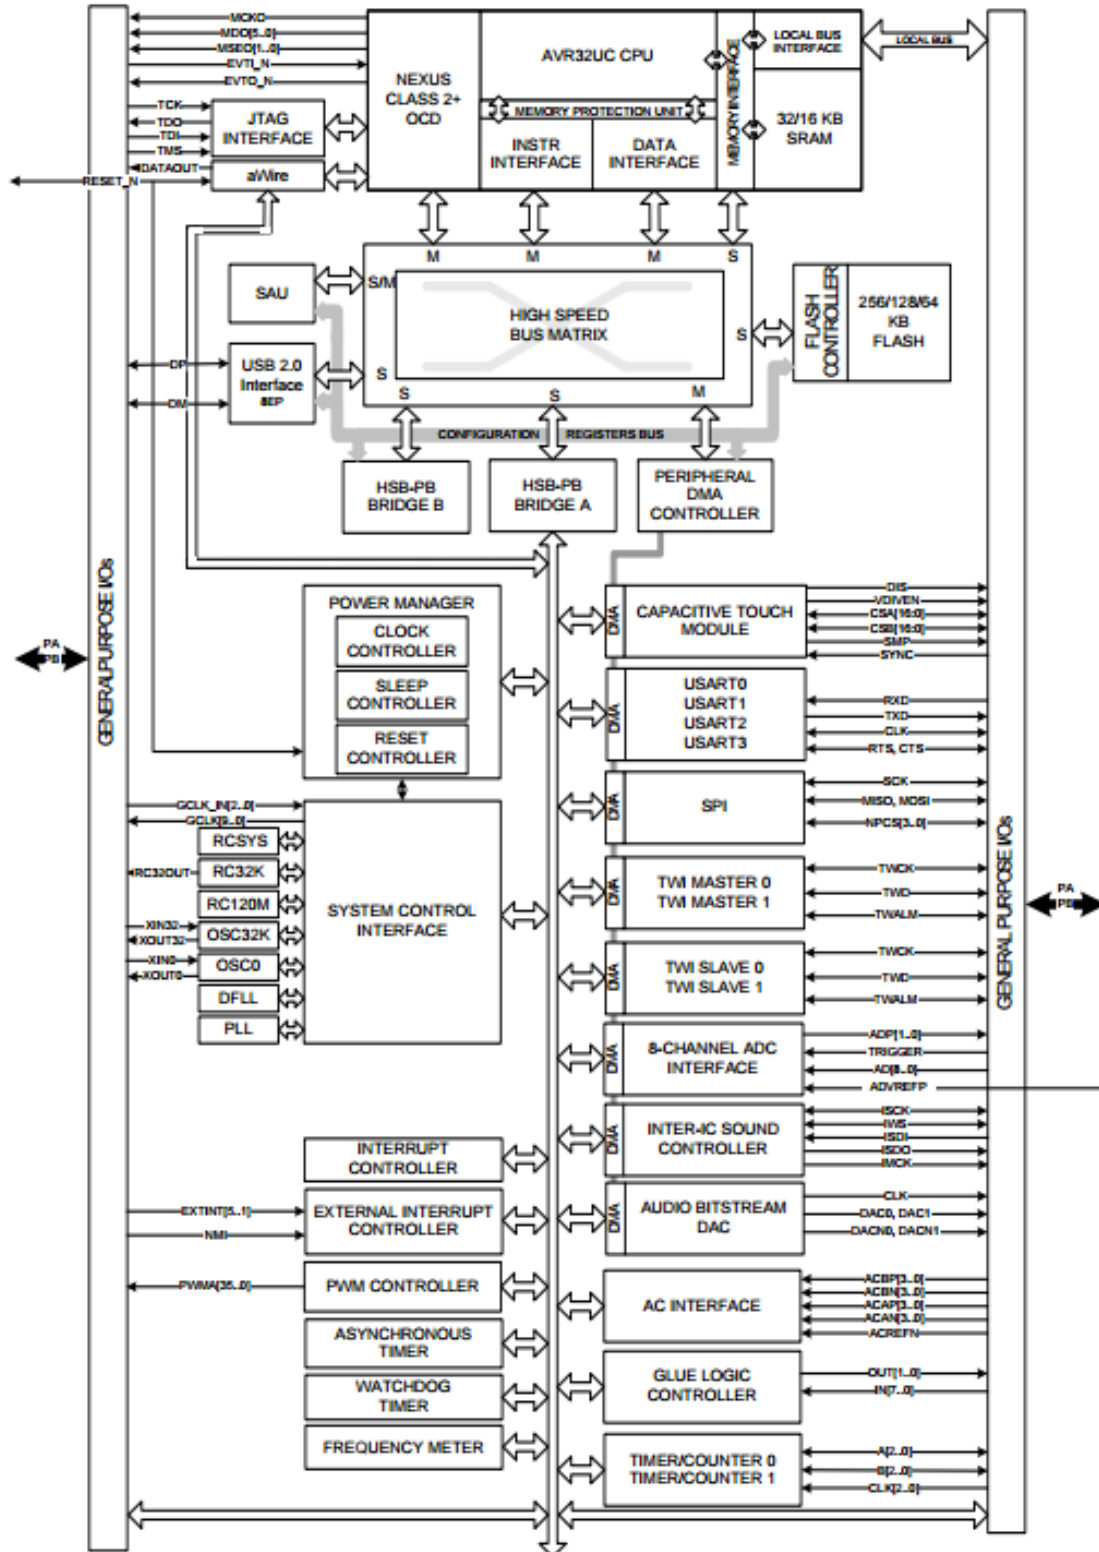 MCKO
MDO[5..0]
MSEO[1..0]
EVTI_N
EVTO_N
TCK
TDO
TDI
TMS
DATAOUT
RESET_N
JTAG
INTERFACE
aWire
NEXUS
CLASS 2+
OCD
AVR32UC CPU
MEMORY PROTECTION UNIT
INSTR
INTERFACE
DATA
INTERFACE
MEMORY INTERFACE
LOCAL BUS
INTERFACE
32/16 KB
SRAM
LOCAL BUS
M
M
M
S
S/M
S
S
S
S
M
HIGH SPEED
BUS MATRIX
SAU
USB 2.0
Interface
8EP
DP
DM
FLASH
CONTROLLER
256/128/64
KB
FLASH
CONFIGURATION
REGISTERS BUS
HSB-PB
BRIDGE B
HSB-PB
BRIDGE A
PERIPHERAL
DMA
CONTROLLER
GENERALPURPOSE I/Os
PA
PB
POWER MANAGER
CLOCK
CONTROLLER
SLEEP
CONTROLLER
RESET
CONTROLLER
GCLK_IN[2..0]
GCLK[9..0]
RCSYS
RC32OUT
RC32K
RC120M
XIN32
XOUT32
OSC32K
XIN0
XOUT0
OSC0
DFLL
PLL
SYSTEM CONTROL
INTERFACE
INTERRUPT
CONTROLLER
EXTINT[5..1]
NMI
EXTERNAL INTERRUPT
CONTROLLER
PWMA[35..0]
PWM CONTROLLER
ASYNCHRONOUS
TIMER
WATCHDOG
TIMER
FREQUENCY METER
DMA
CAPACITIVE TOUCH
MODULE
DIS
VDIVEN
CSA[16:0]
CSB[16:0]
SMP
SYNC
DMA
USART0
USART1
USART2
USART3
RXD
TXD
CLK
RTS, CTS
DMA
SPI
SCK
MISO, MOSI
NPCS[3..0]
DMA
TWI MASTER 0
TWI MASTER 1
TWCK
TWD
TWALM
DMA
TWI SLAVE 0
TWI SLAVE 1
TWCK
TWD
TWALM
DMA
8-CHANNEL ADC
INTERFACE
ADP[1..0]
TRIGGER
AD[8..0]
ADVREFP
DMA
INTER-IC SOUND
CONTROLLER
ISCK
IWS
ISDI
ISDO
IMCK
DMA
AUDIO BITSTREAM
DAC
CLK
DAC0, DAC1
DACN0, DACN1
AC INTERFACE
ACBP[3..0]
ACBN[3..0]
ACAP[3..0]
ACAN[3..0]
ACREFN
GLUE LOGIC
CONTROLLER
OUT[1..0]
IN[7..0]
TIMER/COUNTER 0
TIMER/COUNTER 1
A[2..0]
B[2..0]
CLK[2..0]
GENERAL PURPOSE I/Os
PA
PB